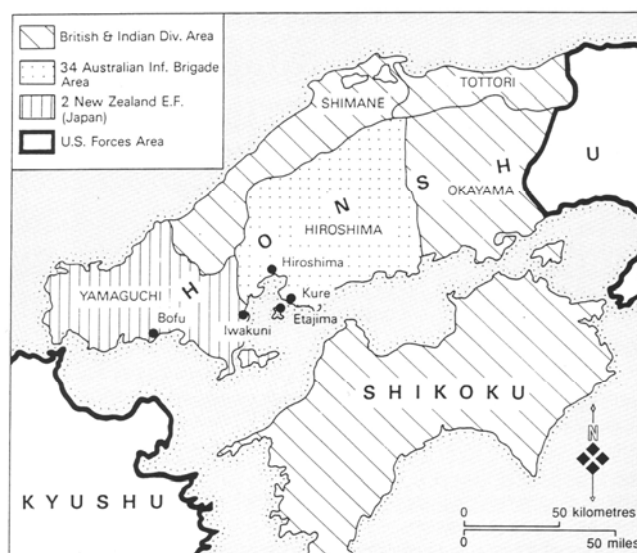 British & Indian Div. Area
34 Australian Inf. Brigade
Area
2 New Zealand E.F.
(Japan)
U.S. Forces Area
TOTTORI
SHIMANE
HONSHU
OKAYAMA
HIROSHIMA
Hiroshima
YAMAGUCHI
Kure
Bofu
Iwakuni
Etajima
SHIKOKU
KYUSHU
N
0 50 kilometres
0 50 miles